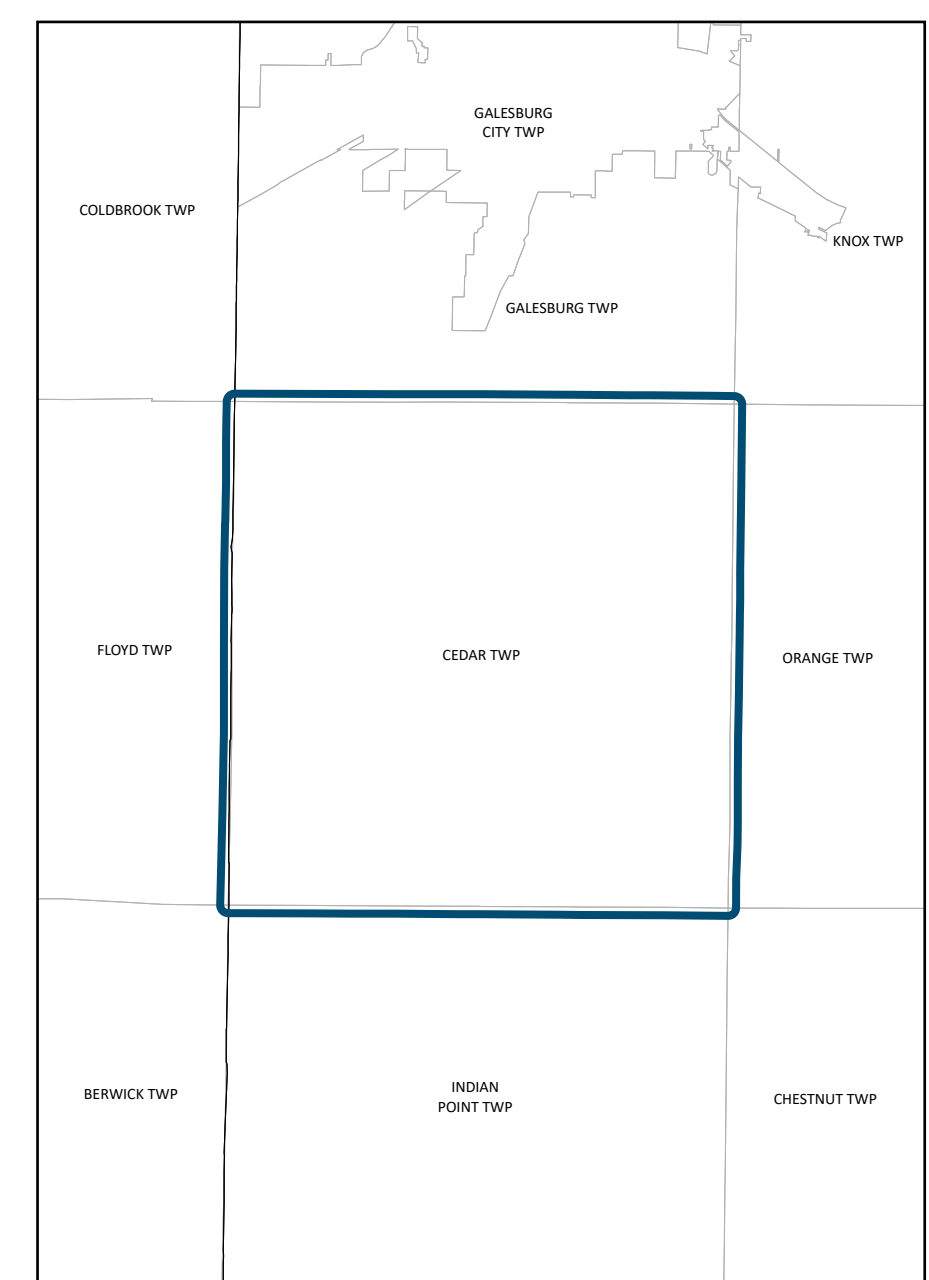 GALESBURG
CITY TWP
COLDBROOK TWP
KNOX TWP
GALESBURG TWP
FLOYD TWP
CEDAR TWP
ORANGE TWP
BERWICK TWP
INDIAN
POINT TWP
CHESTNUT TWP